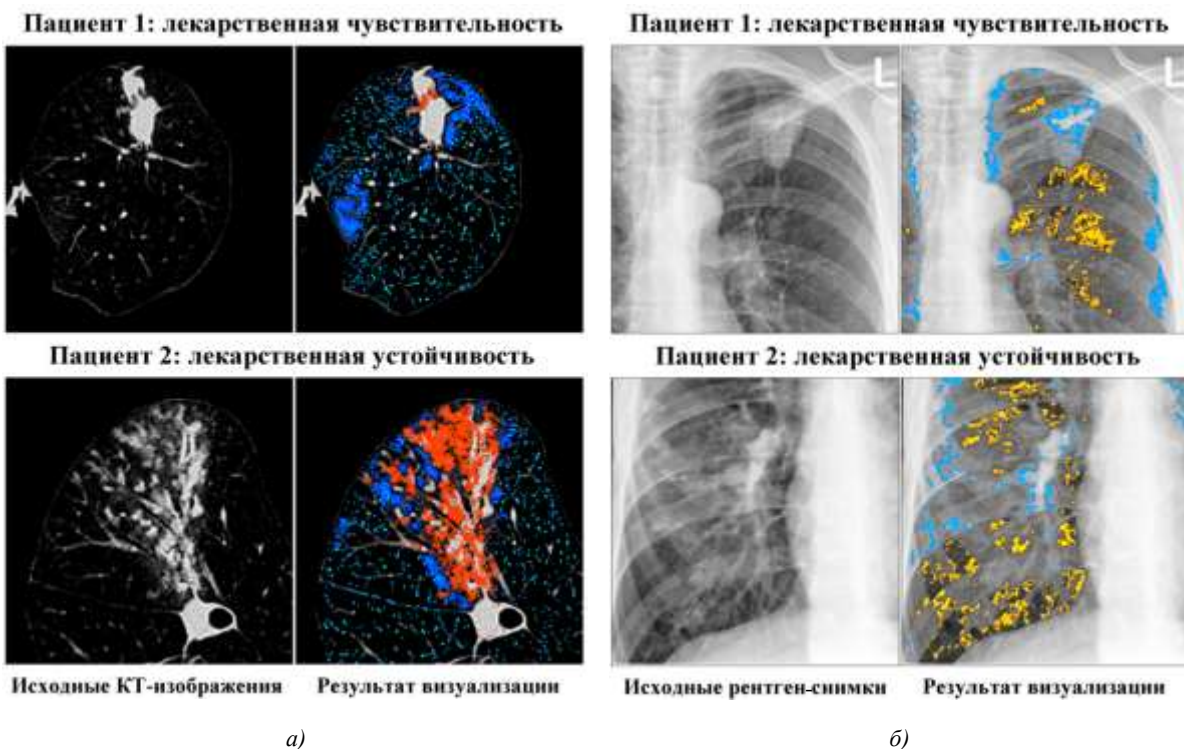 Пациент 1: лекарственная чувствительность
Пациент 1: лекарственная чувствительность
L
L
Пациент 2: лекарственная устойчивость
Пациент 2: лекарственная устойчивость
Исходные КТ-изображения
Результат визуализации
Исходные рентген-снимки
Результат визуализации
а)
б)